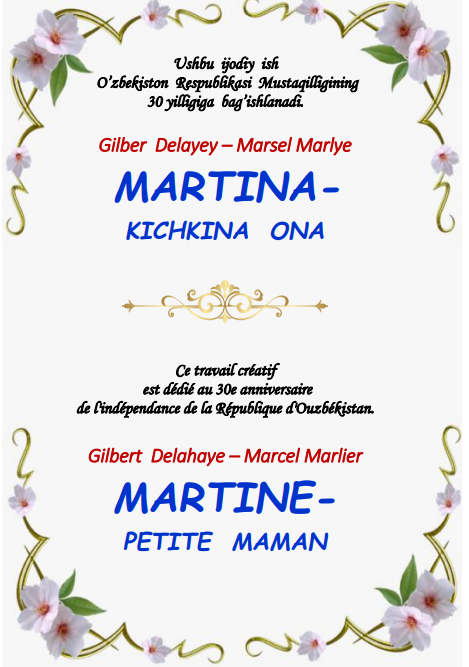 Ushbu ijodiy ish
O'zbekiston Respublikasi Mustaqilligining
30 yilligiga bag'ishlanadi.
Gilber Delayey – Marsel Marlye
MARTINA-
KICHKINA ONA
Ce travail créatif
est dédié au 30e anniversaire
de l'indépendance de la République d'Ouzbékistan.
Gilbert Delahaye – Marcel Marlier
MARTINE-
PETITE MAMAN